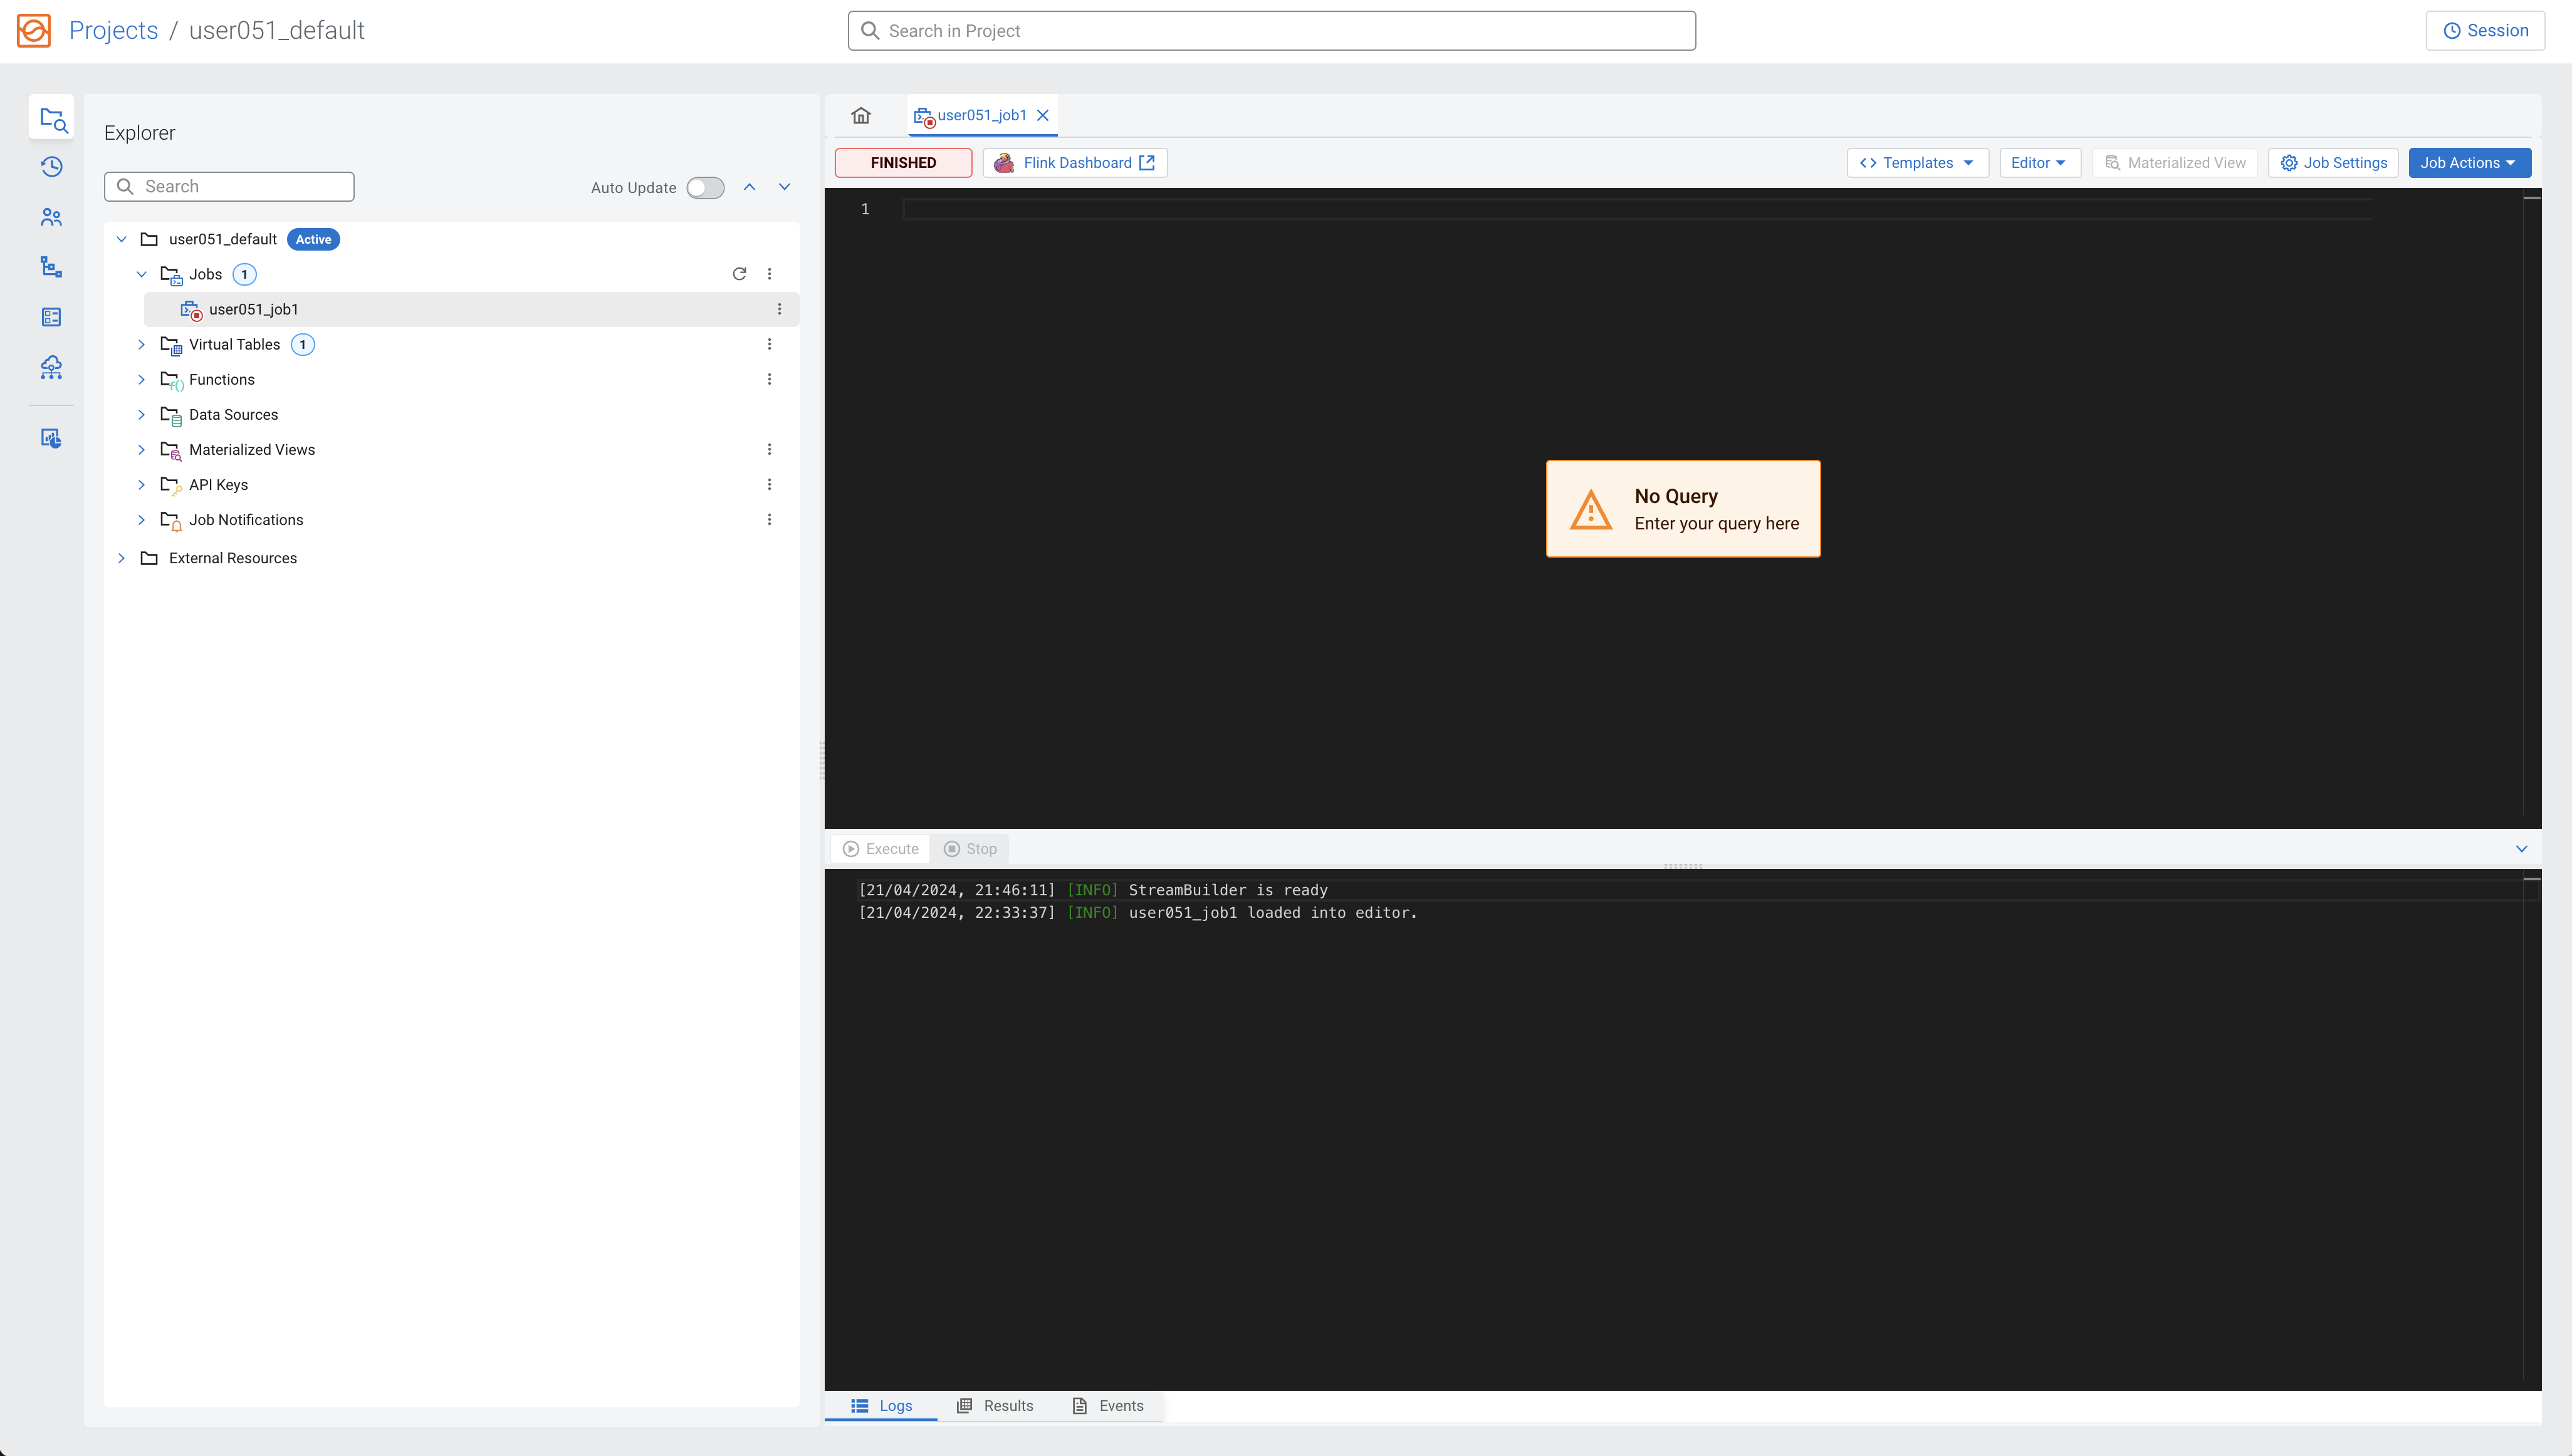 Projects / user051_default
Search in Project
Session
Explorer
Search
Auto Update
user051_default Active
Jobs 1
user051_job1
Virtual Tables 1
Functions
Data Sources
Materialized Views
API Keys
Job Notifications
External Resources
user051_job1
FINISHED
Flink Dashboard
Templates
Editor
Materialized View
Job Settings
Job Actions
1
No Query
Enter your query here
Execute
Stop
[21/04/2024, 21:46:11] [INFO] StreamBuilder is ready
[21/04/2024, 22:33:37] [INFO] user051_job1 loaded into editor.
Logs
Results
Events